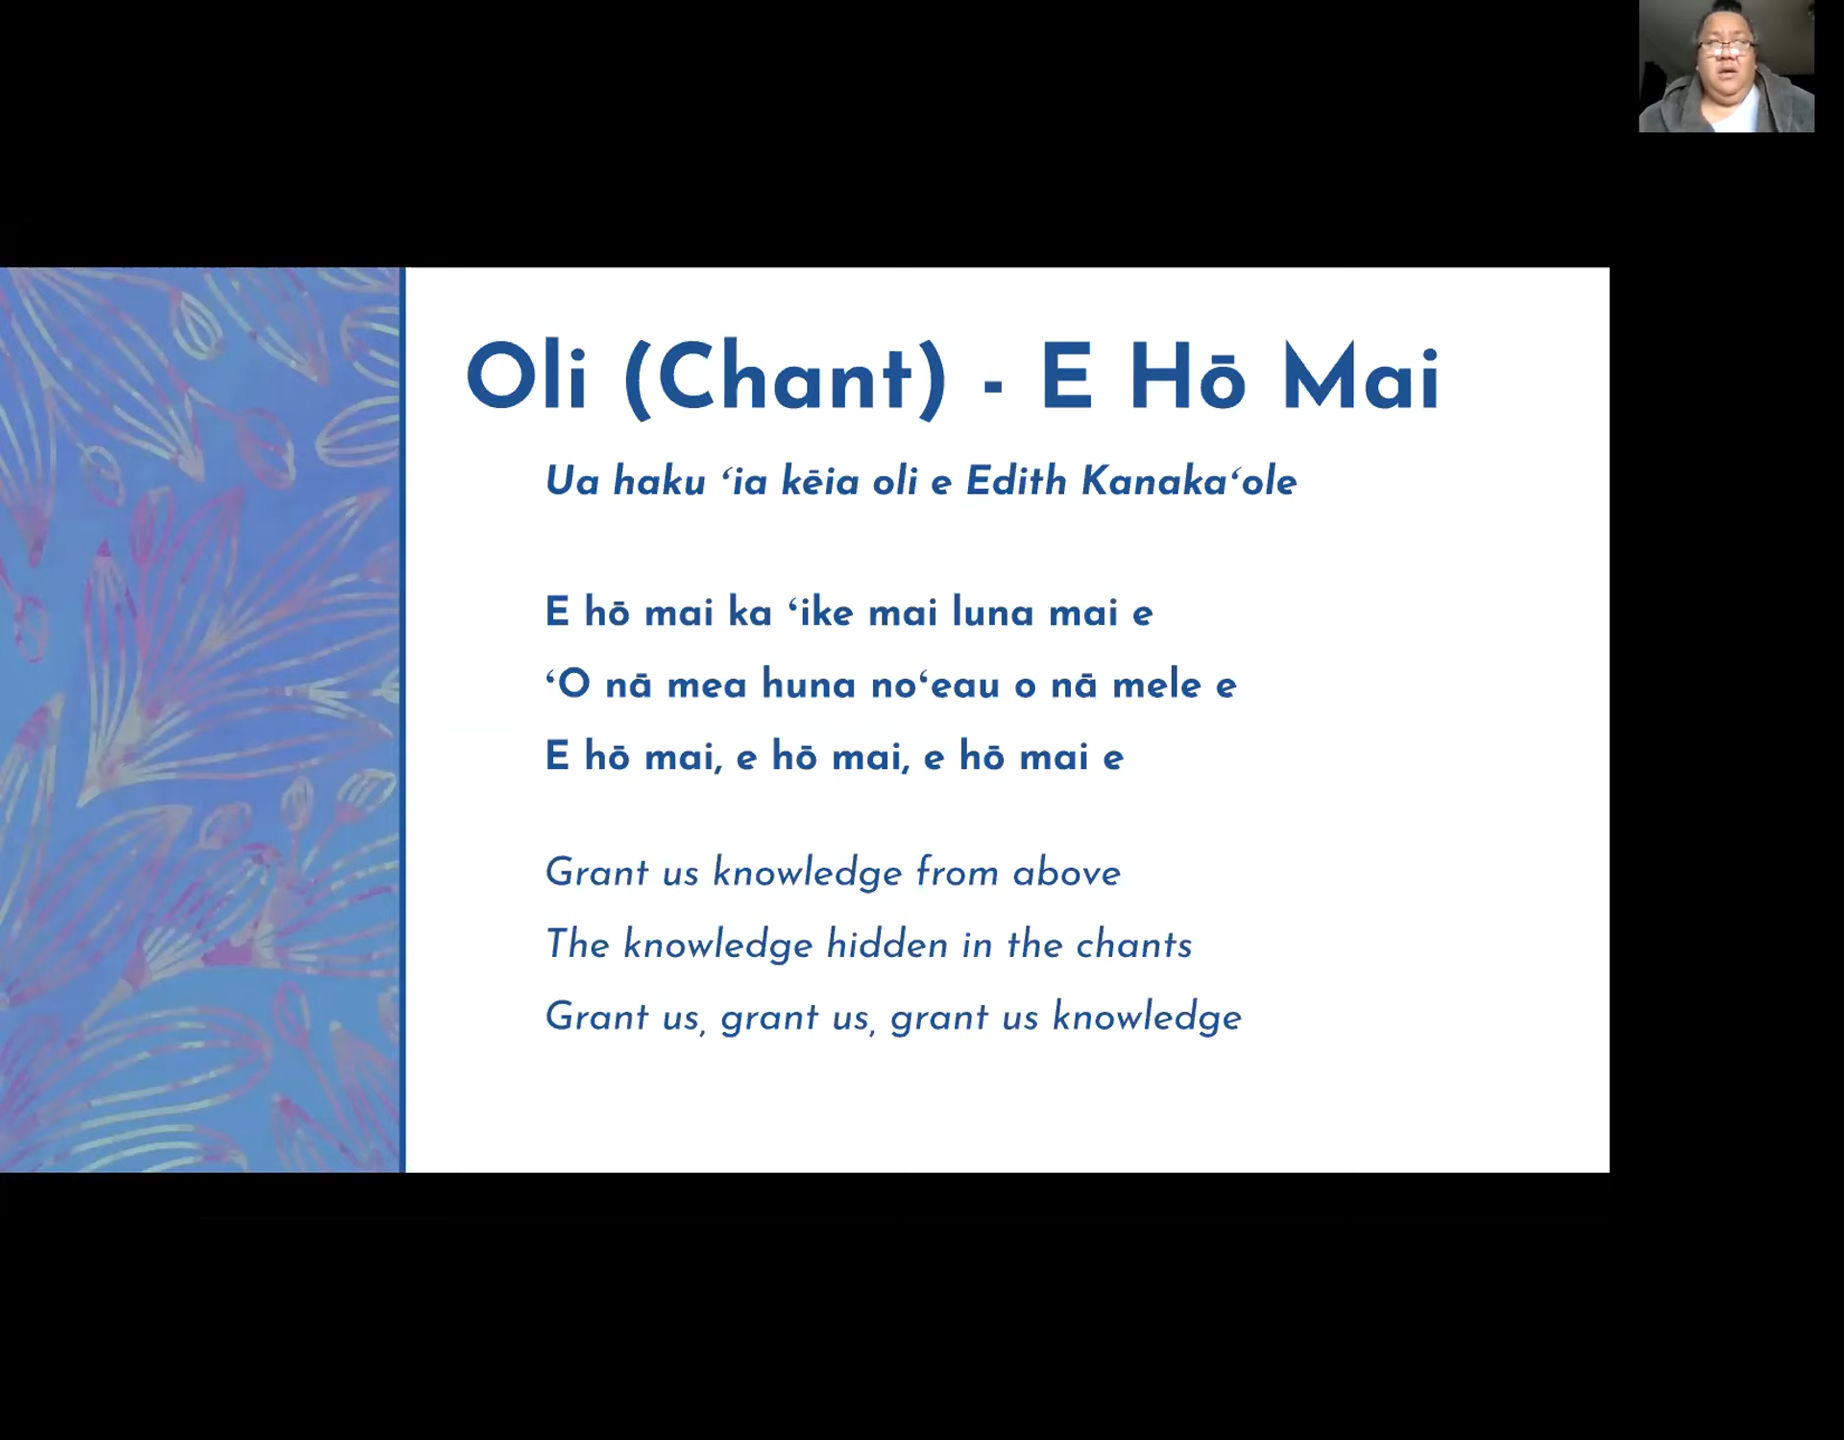 Oli (Chant) - E Hō Mai
Ua haku ʻia kēia oli e Edith Kanakaʻole
E hō mai ka ʻike mai luna mai e
ʻO nā mea huna noʻeau o nā mele e
E hō mai, e hō mai, e hō mai e
Grant us knowledge from above
The knowledge hidden in the chants
Grant us, grant us, grant us knowledge